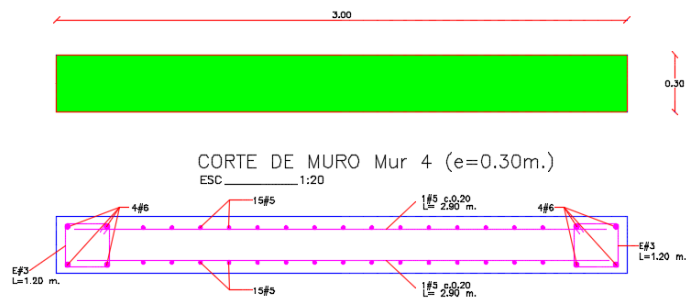 3.00
0.30
CORTE DE MURO Mur 4 (e=0.30m.)
ESC__________1:20
4#6
15#5
1#5 c.0.20
L= 2.90 m.
4#6
E#3
L=1.20 m.
E#3
L=1.20 m.
15#5
1#5 c.0.20
L= 2.90 m.